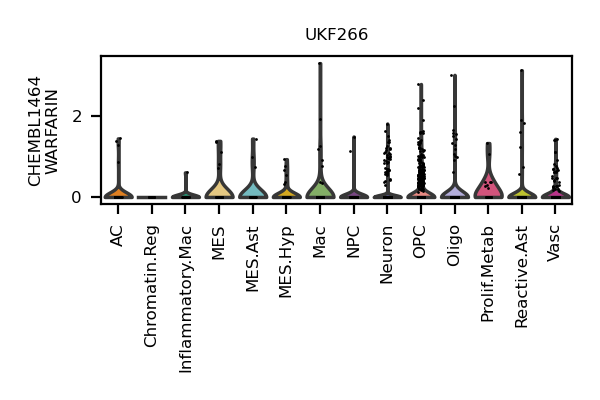 UKF266
CHEMBL1464
WARFARIN
2
0
AC
Chromatin.Reg
Inflammatory.Mac
MES
MES.Ast
MES.Hyp
Mac
NPC
Neuron
OPC
Oligo
Prolif.Metab
Reactive.Ast
Vasc